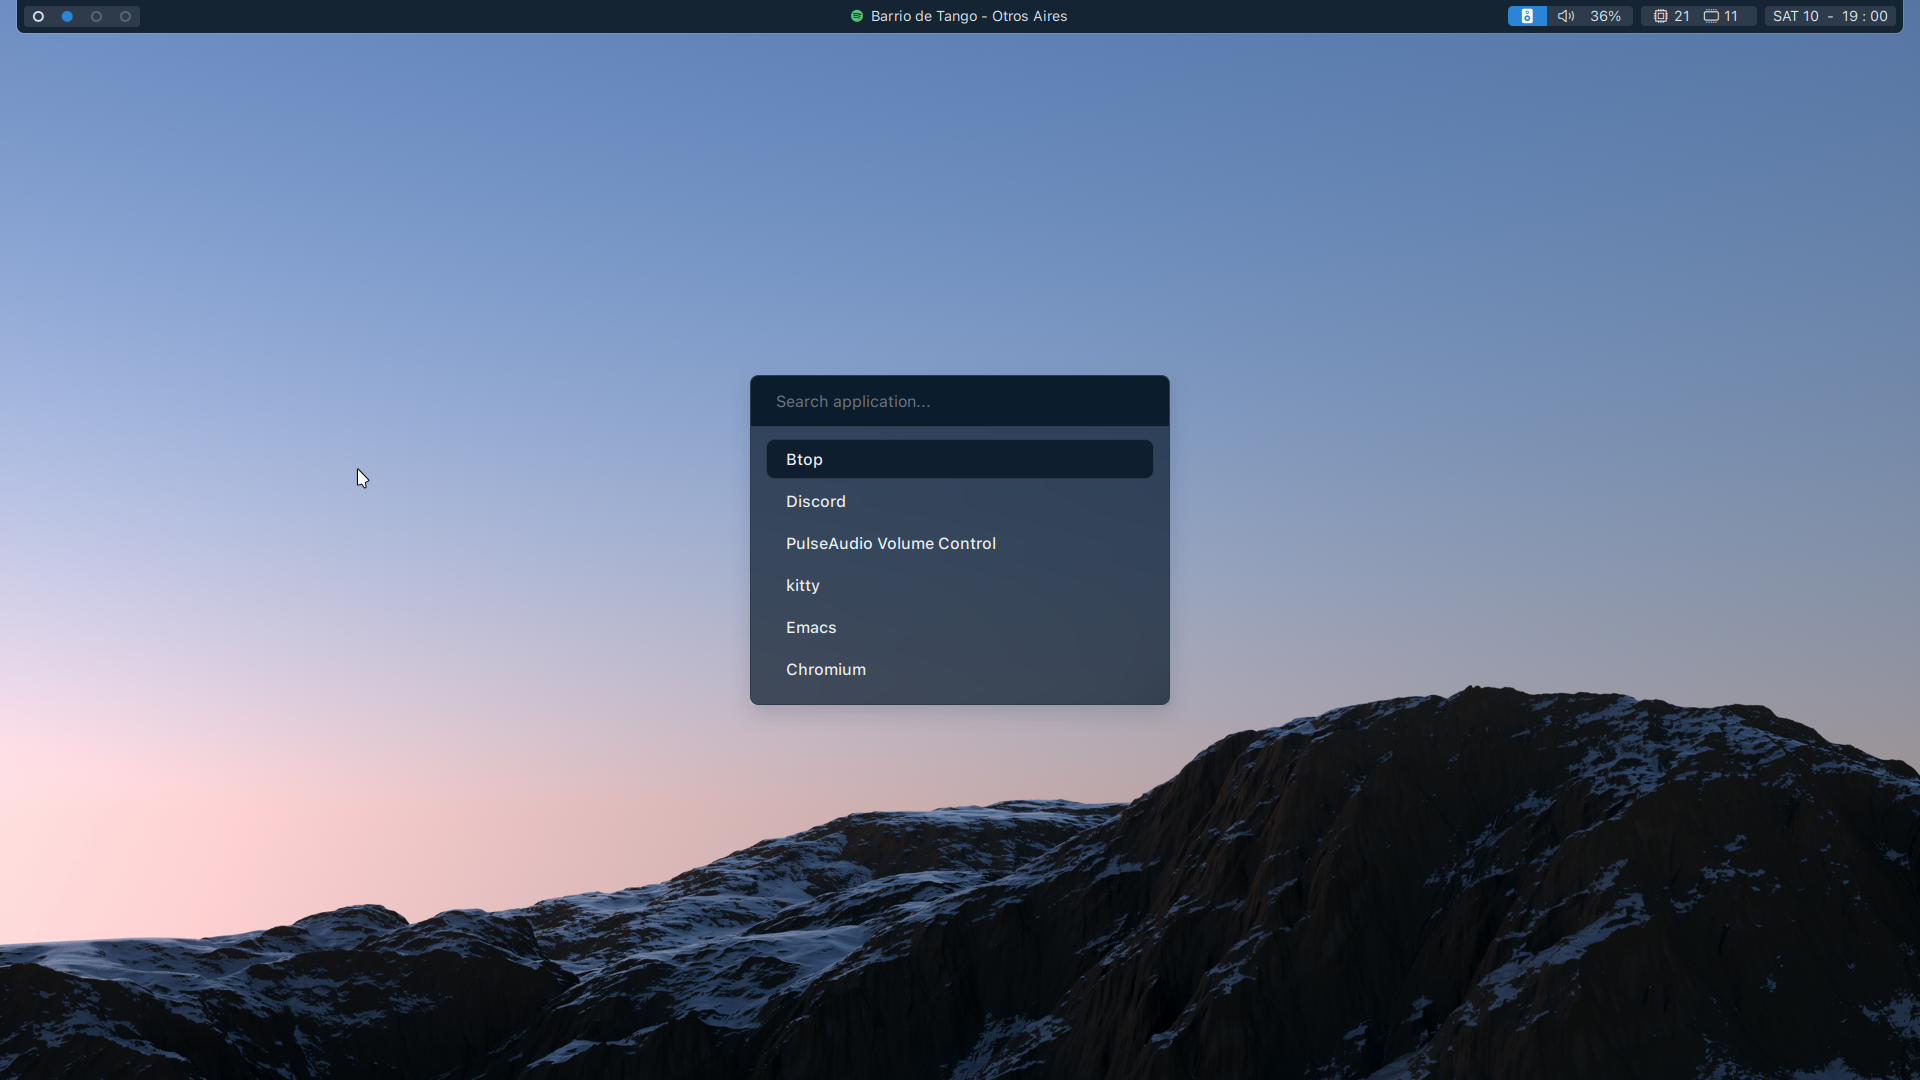 Barrio de Tango - Otros Aires
36% 21 11 SAT 10 - 19 : 00
Search application...
Btop
Discord
PulseAudio Volume Control
kitty
Emacs
Chromium